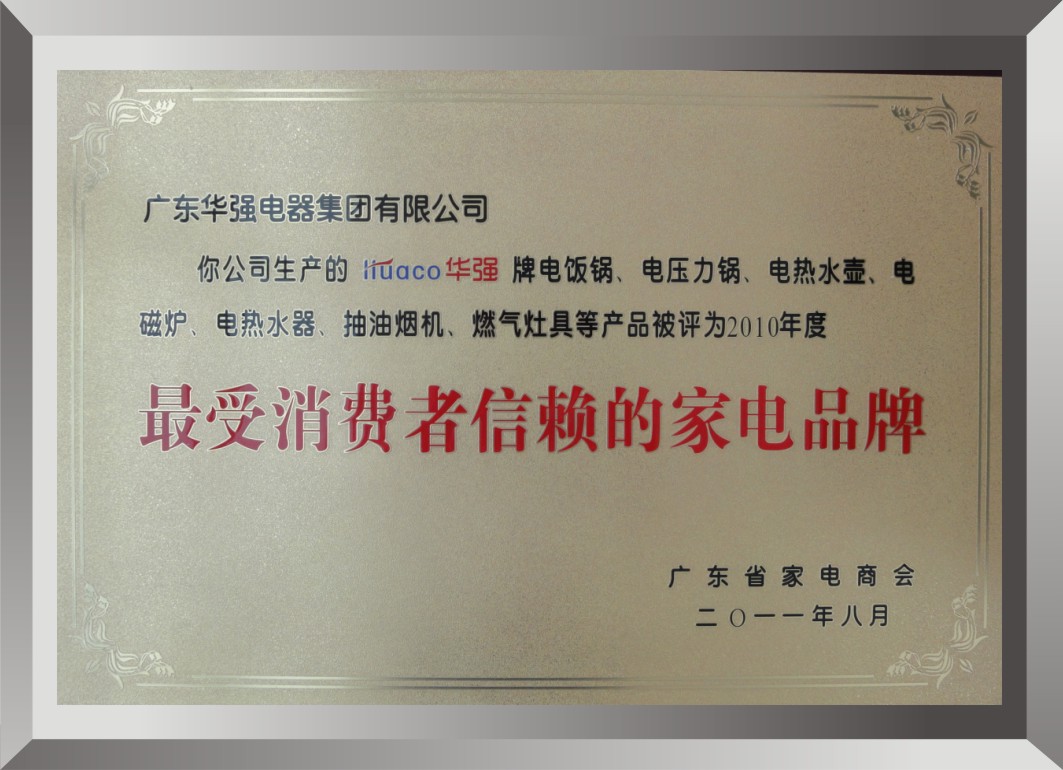 广东华强电器集团有限公司
你公司生产的 huaco华强 牌电饭锅、电压力锅、电热水壶、电
磁炉、电热水器、抽油烟机、燃气灶具等产品被评为2010年度
最受消费者信赖的家电品牌
广东省家电商会
二〇一一年八月